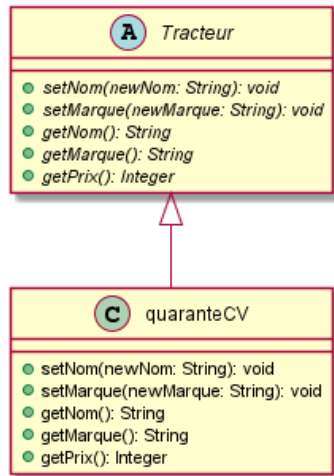 A Tracteur
setNom(newNom: String): void
setMarque(newMarque: String): void
getNom(): String
getMarque(): String
getPrix(): Integer
C quaranteCV
setNom(newNom: String): void
setMarque(newMarque: String): void
getNom(): String
getMarque(): String
getPrix(): Integer